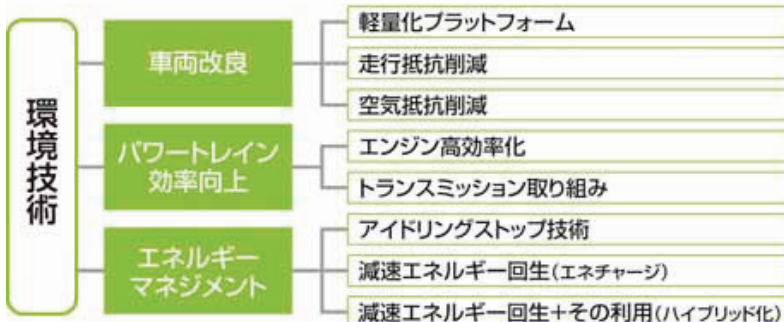 環境技術
車両改良
軽量化プラットフォーム
走行抵抗削減
空気抵抗削減
パワートレイン
効率向上
エンジン高効率化
トランスミッション取り組み
エネルギー
マネジメント
アイドリングストップ技術
減速エネルギー回生(エネチャージ)
減速エネルギー回生+その利用(ハイブリッド化)